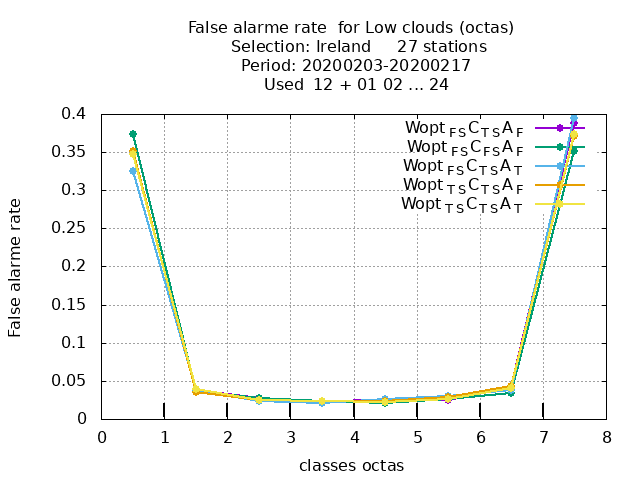 False alarme rate  for Low clouds (octas)
Selection: Ireland     27 stations
Period: 20200203-20200217
Used  12 + 01 02 ... 24
Wopt FS C TS A F
Wopt FS C FS A F
Wopt FS C TS A T
Wopt TS C TS A F
Wopt TS C TS A T
0.4
0.35
0.3
0.25
0.2
0.15
0.1
0.05
0
False alarme rate
0 1 2 3 4 5 6 7 8
classes octas